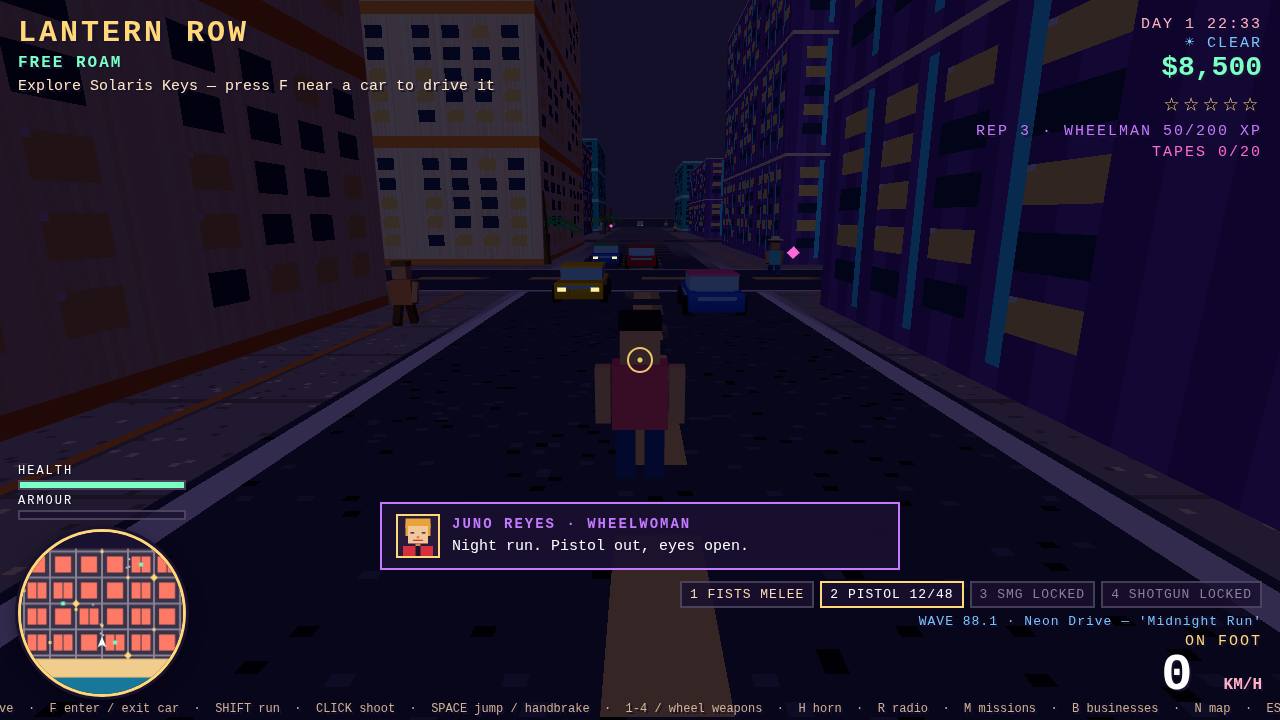 LANTERN ROW
FREE ROAM
Explore Solaris Keys — press F near a car to drive it
DAY 1 22:33
☀ CLEAR
$8,500
☆☆☆☆☆
REP 3 · WHEELMAN 50/200 XP
TAPES 0/20
HEALTH
ARMOUR
JUNO REYES · WHEELWOMAN
Night run. Pistol out, eyes open.
1 FISTS MELEE
2 PISTOL 12/48
3 SMG LOCKED
4 SHOTGUN LOCKED
WAVE 88.1 · Neon Drive — 'Midnight Run'
ON FOOT
0 KM/H
ve · F enter / exit car · SHIFT run · CLICK shoot · SPACE jump / handbrake · 1-4 / wheel weapons · H horn · R radio · M missions · B businesses · N map · ES